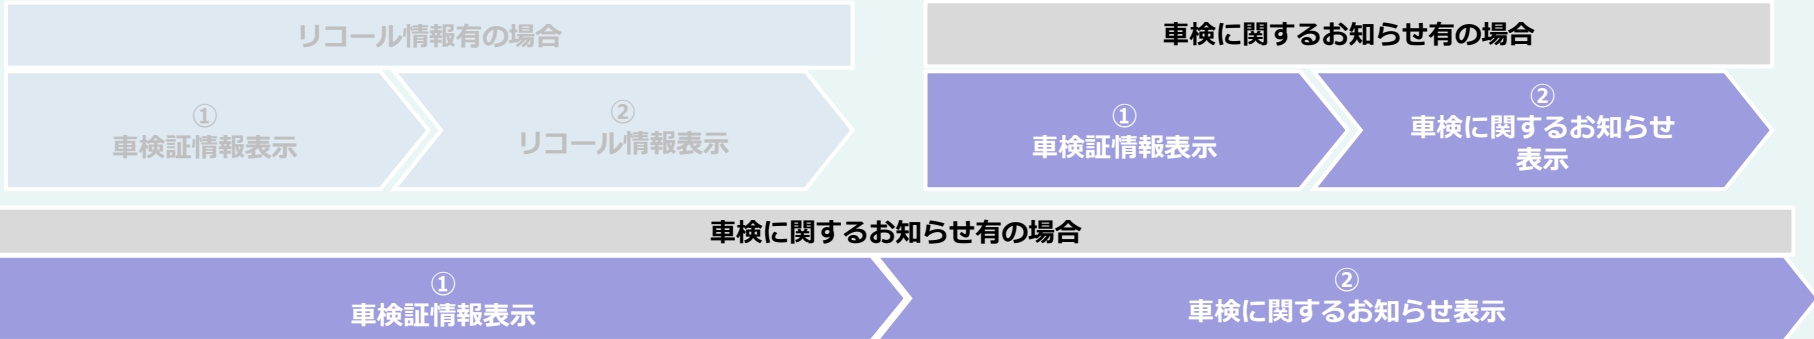 リコール情報有の場合
①
車検証情報表示
②
リコール情報表示
車検に関するお知らせ有の場合
①
車検証情報表示
②
車検に関するお知らせ
表示
車検に関するお知らせ有の場合
①
車検証情報表示
②
車検に関するお知らせ表示